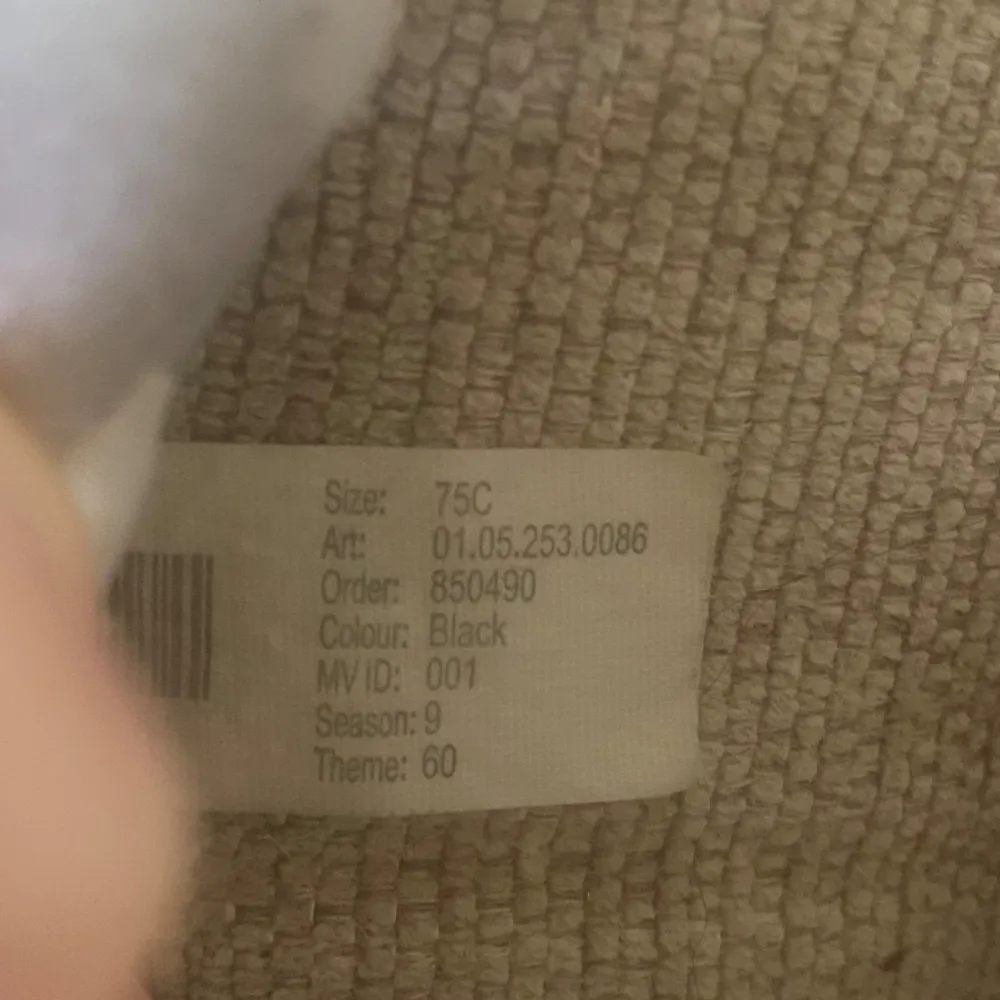 Size: 75C
Art: 01.05.253.0086
Order: 850490
Colour: Black
MV ID: 001
Season: 9
Theme: 60